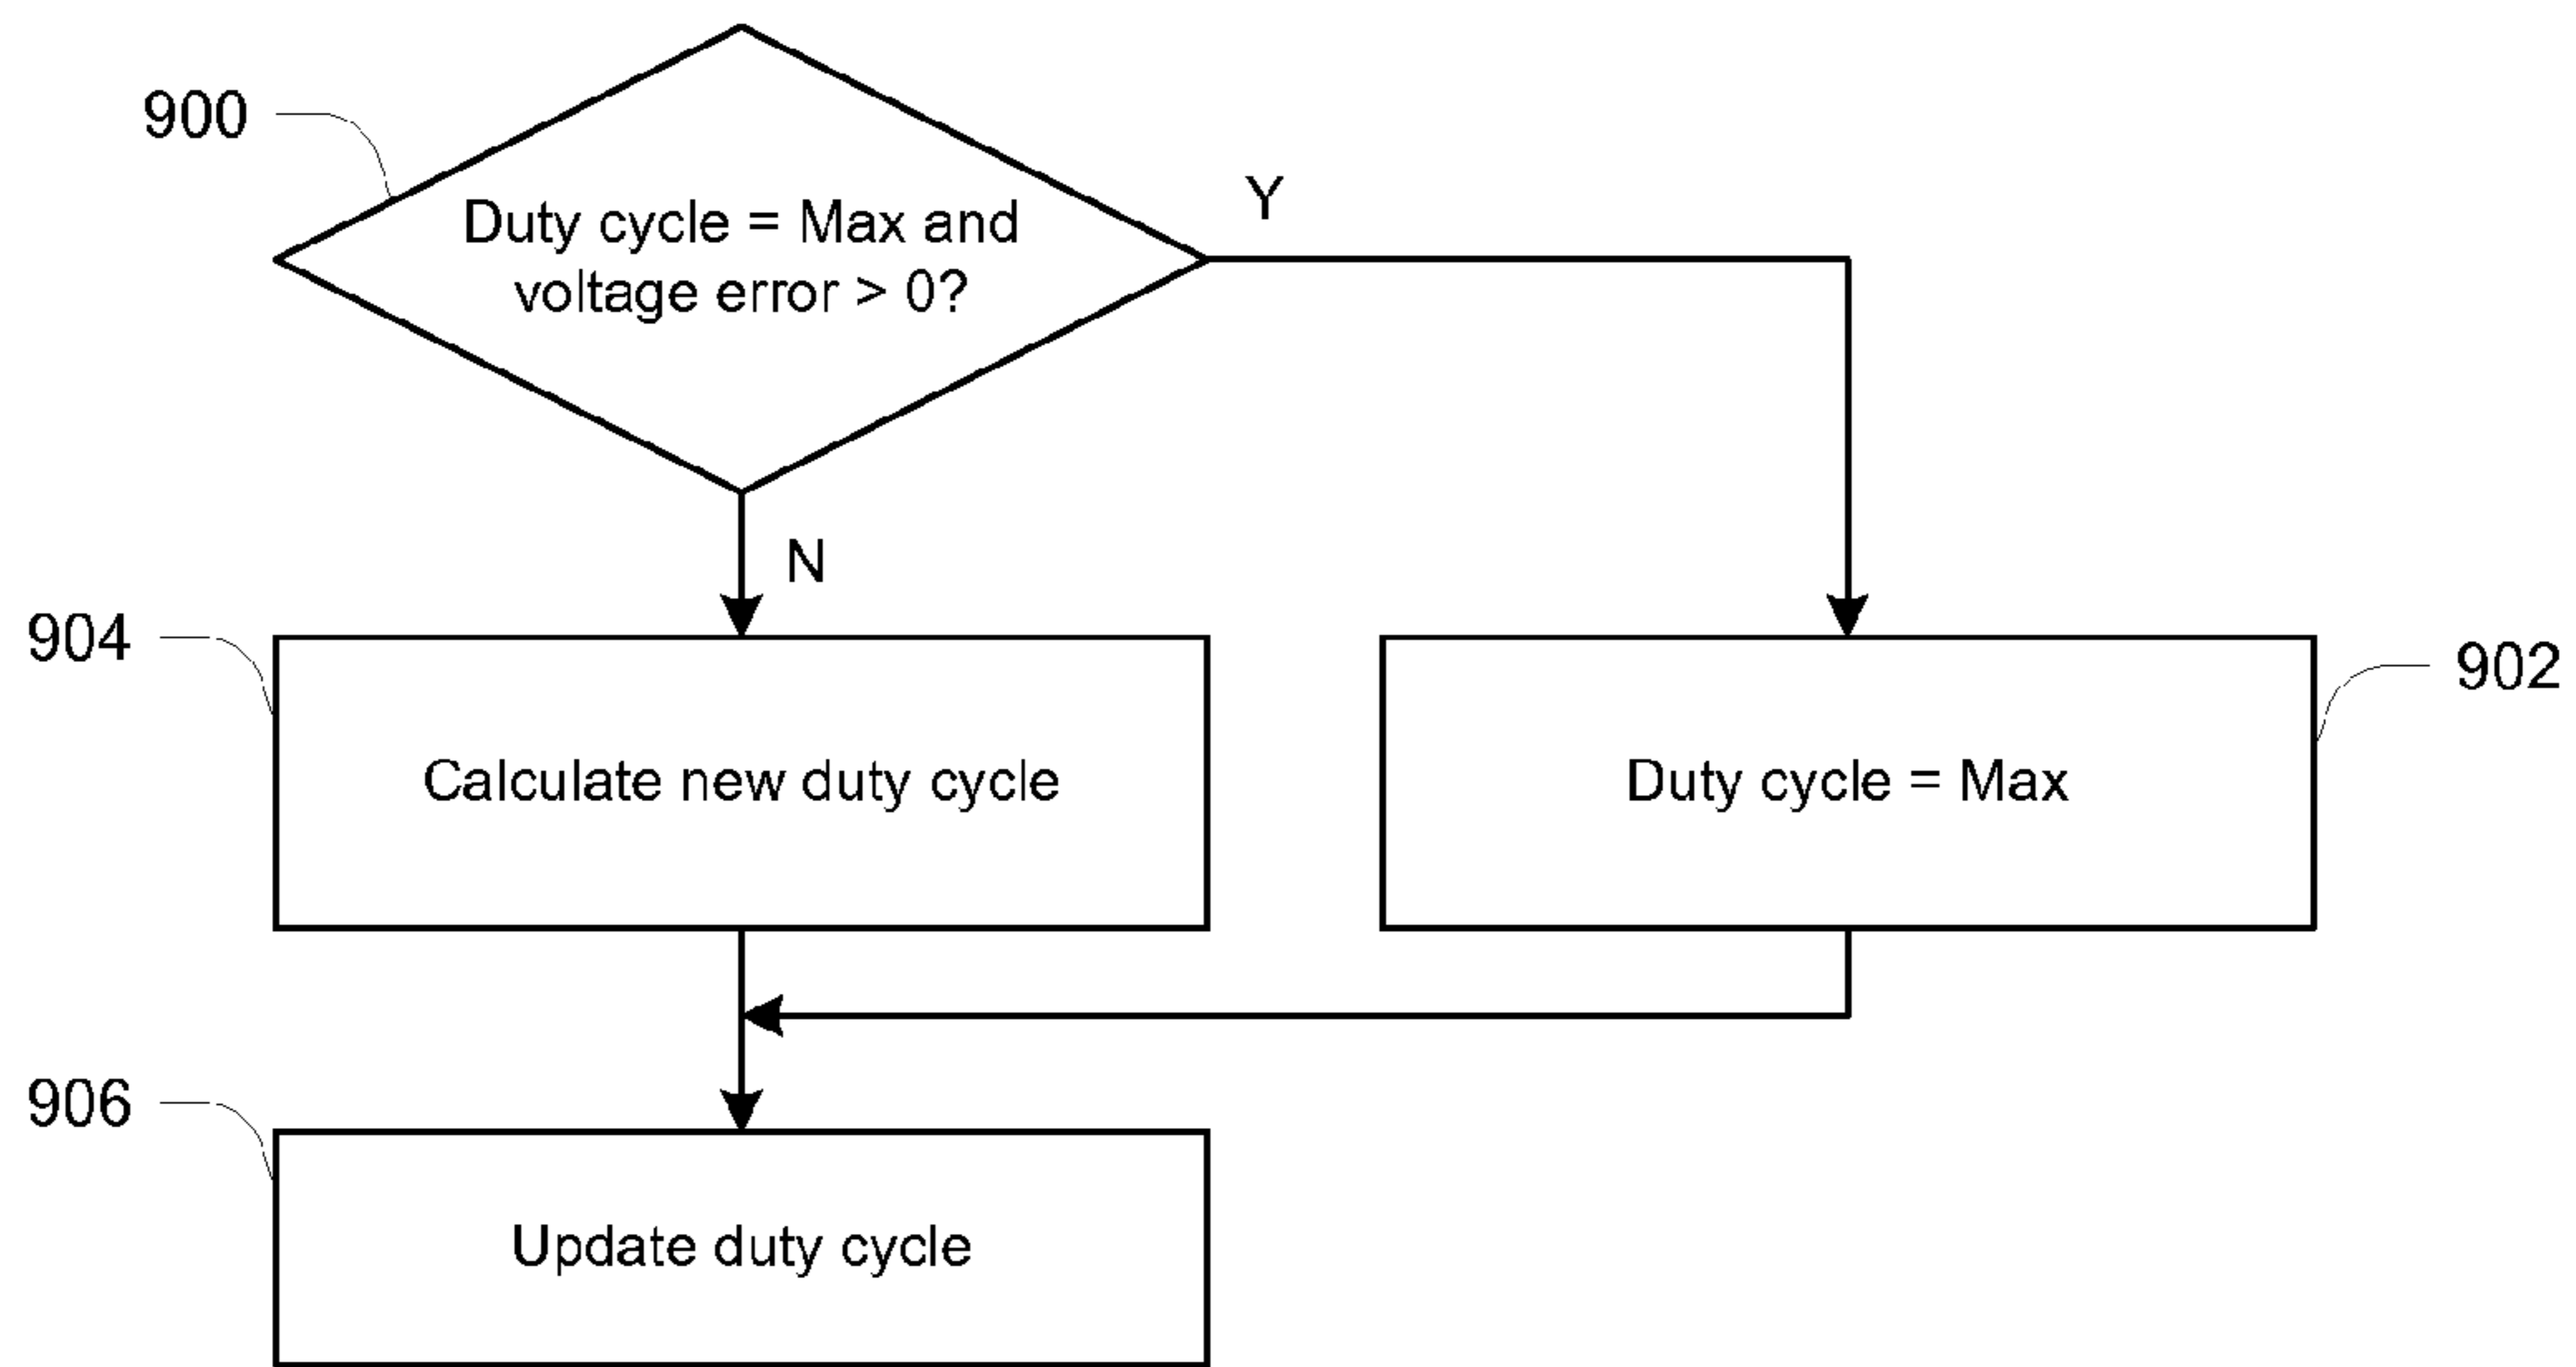 900
Duty cycle = Max and
voltage error > 0?
Y
N
904
902
Calculate new duty cycle
Duty cycle = Max
906
Update duty cycle